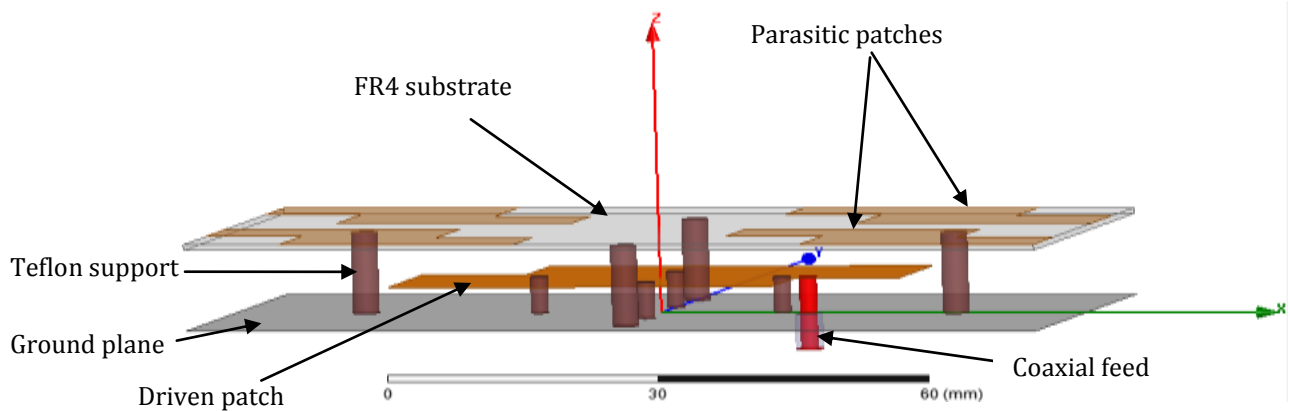 Z
Parasitic patches
FR4 substrate
Y
Teflon support
X
Ground plane
Coaxial feed
Driven patch
0 30 60 (mm)